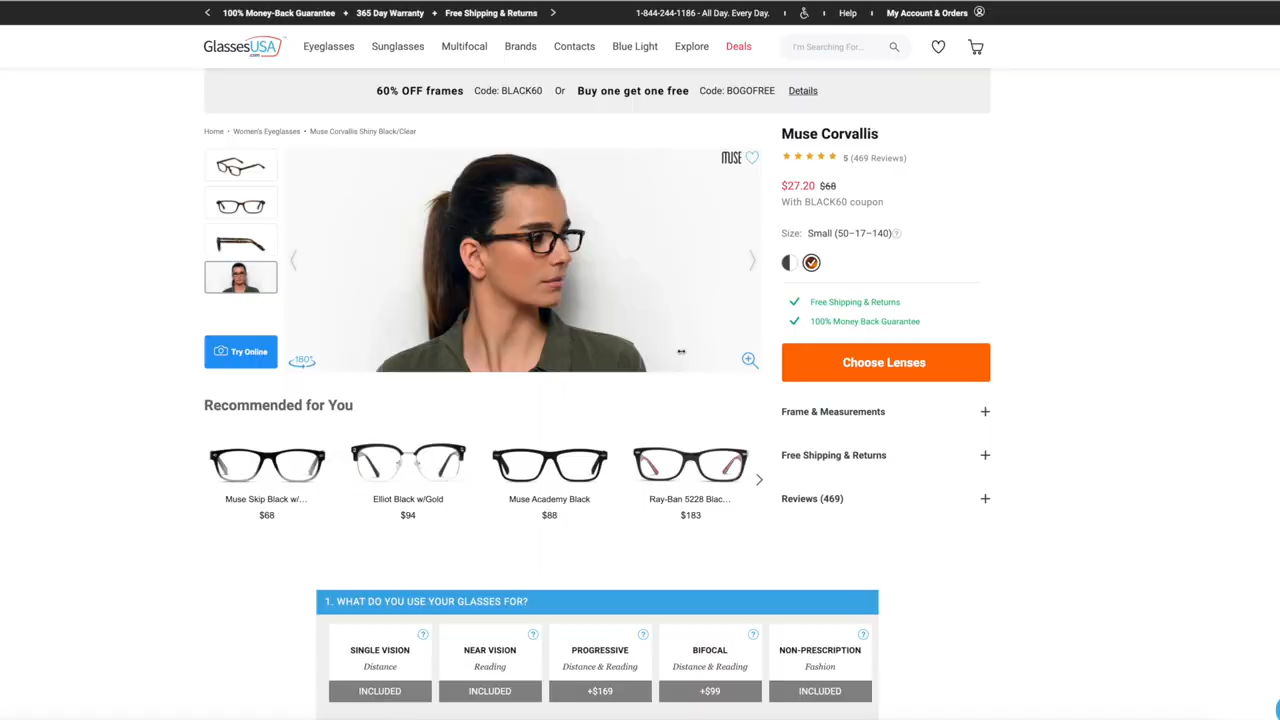 100% Money-Back Guarantee + 365 Day Warranty + Free Shipping & Returns
1-844-244-1186 - All Day. Every Day.
Help
My Account & Orders
GlassesUSA
.com
Eyeglasses
Sunglasses
Multifocal
Brands
Contacts
Blue Light
Explore
Deals
I'm Searching For...
60% OFF frames Code: BLACK60 Or Buy one get one free Code: BOGOFREE Details
Home • Women's Eyeglasses • Muse Corvallis Shiny Black/Clear
MUSE
180°
Try Online
Muse Corvallis
5 (469 Reviews)
$27.20 $68
With BLACK60 coupon
Size: Small (50–17–140)
Free Shipping & Returns
100% Money Back Guarantee
Choose Lenses
Frame & Measurements +
Free Shipping & Returns +
Reviews (469) +
Recommended for You
Muse Skip Black w/...
$68
Elliot Black w/Gold
$94
Muse Academy Black
$88
Ray-Ban 5228 Blac...
$183
1. WHAT DO YOU USE YOUR GLASSES FOR?
SINGLE VISION
Distance
INCLUDED
NEAR VISION
Reading
INCLUDED
PROGRESSIVE
Distance & Reading
+$169
BIFOCAL
Distance & Reading
+$99
NON-PRESCRIPTION
Fashion
INCLUDED